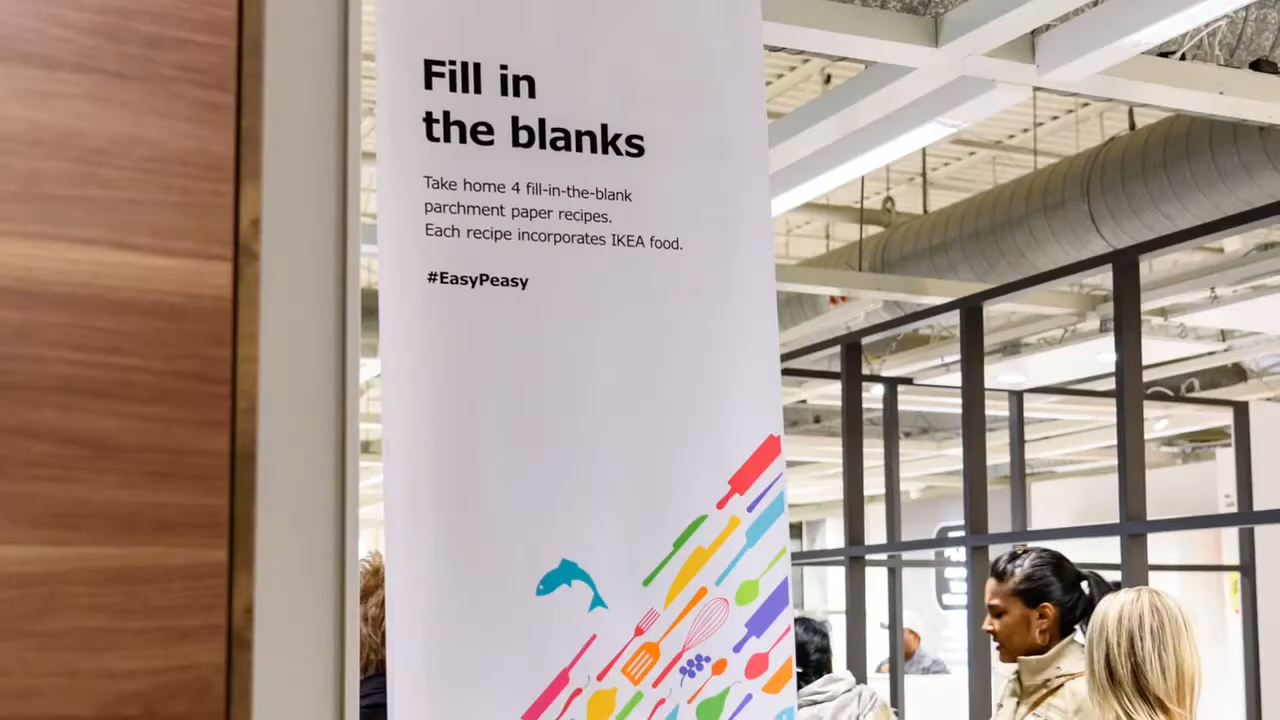 Fill in
the blanks
Take home 4 fill-in-the-blank
parchment paper recipes.
Each recipe incorporates IKEA food.
#EasyPeasy